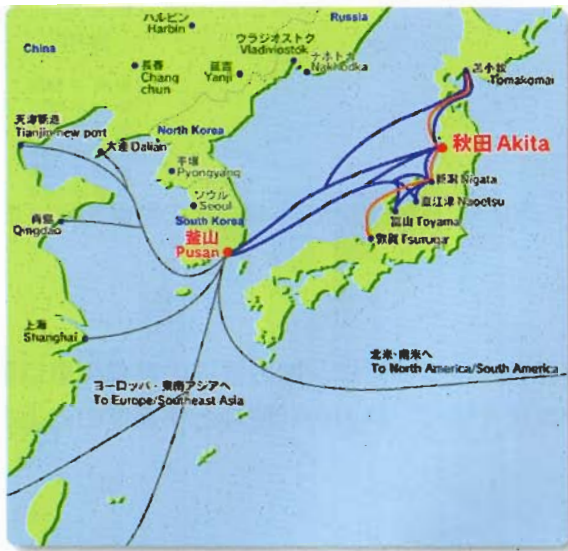 ハルビン
Harbin
Russia
China
ウラジオストク
Vladiviostók
ナホトカ
Nakhodka
長春
Chang
chun
延吉
Yanji
苫小牧
Tomakomai
天津新港
Tianjin new port
大連 Dalian
North Korea
秋田 Akita
平壌
Pyongyang
新潟 Niigata
直江津 Naoetsu
ソウル
Seoul
青島
Qingdao
South Korea
富山 Toyama
釜山
Pusan
敦賀 Tsuruga
上海
Shanghai
北米・南米へ
To North America/South America
ヨーロッパ・東南アジアへ
To Europe/Southeast Asia